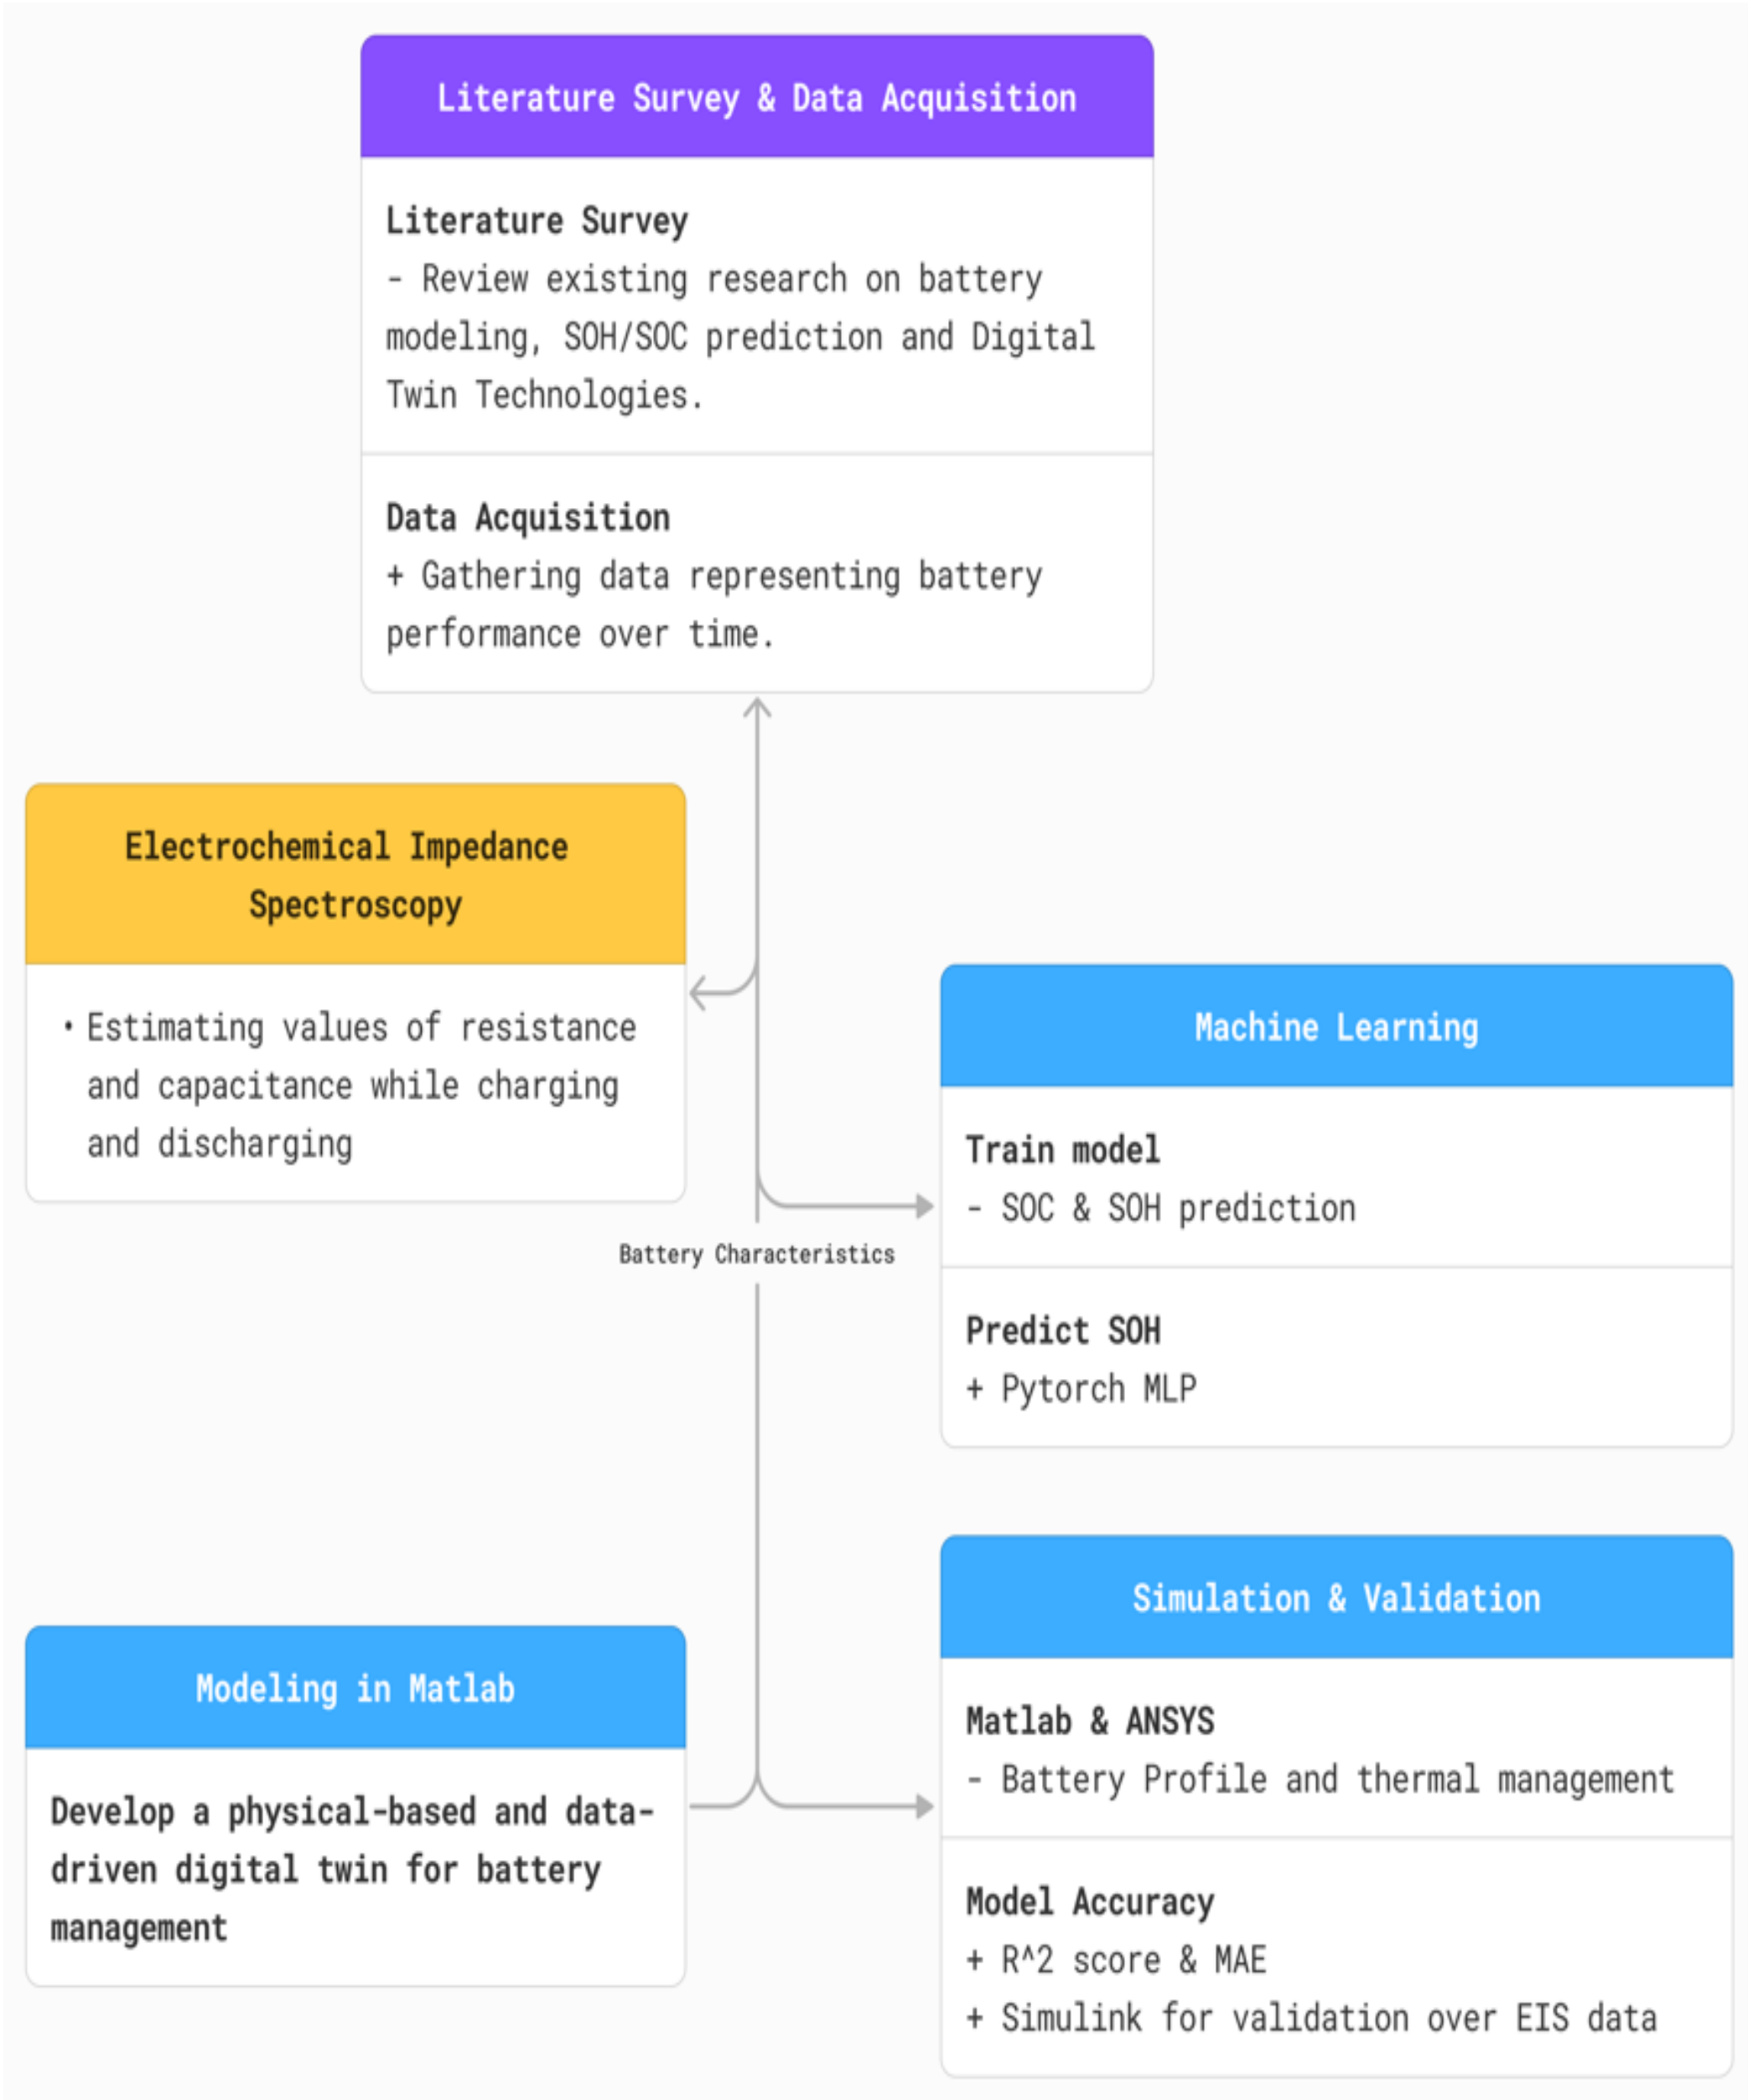 Literature Survey & Data Acquisition
Literature Survey
- Review existing research on battery
modeling, SOH/SOC prediction and Digital
Twin Technologies.
Data Acquisition
+ Gathering data representing battery
performance over time.
Electrochemical Impedance
Spectroscopy
• Estimating values of resistance
and capacitance while charging
and discharging
Machine Learning
Train model
- SOC & SOH prediction
Predict SOH
+ Pytorch MLP
Battery Characteristics
Modeling in Matlab
Develop a physical-based and data-
driven digital twin for battery
management
Simulation & Validation
Matlab & ANSYS
- Battery Profile and thermal management
Model Accuracy
+ R^2 score & MAE
+ Simulink for validation over EIS data